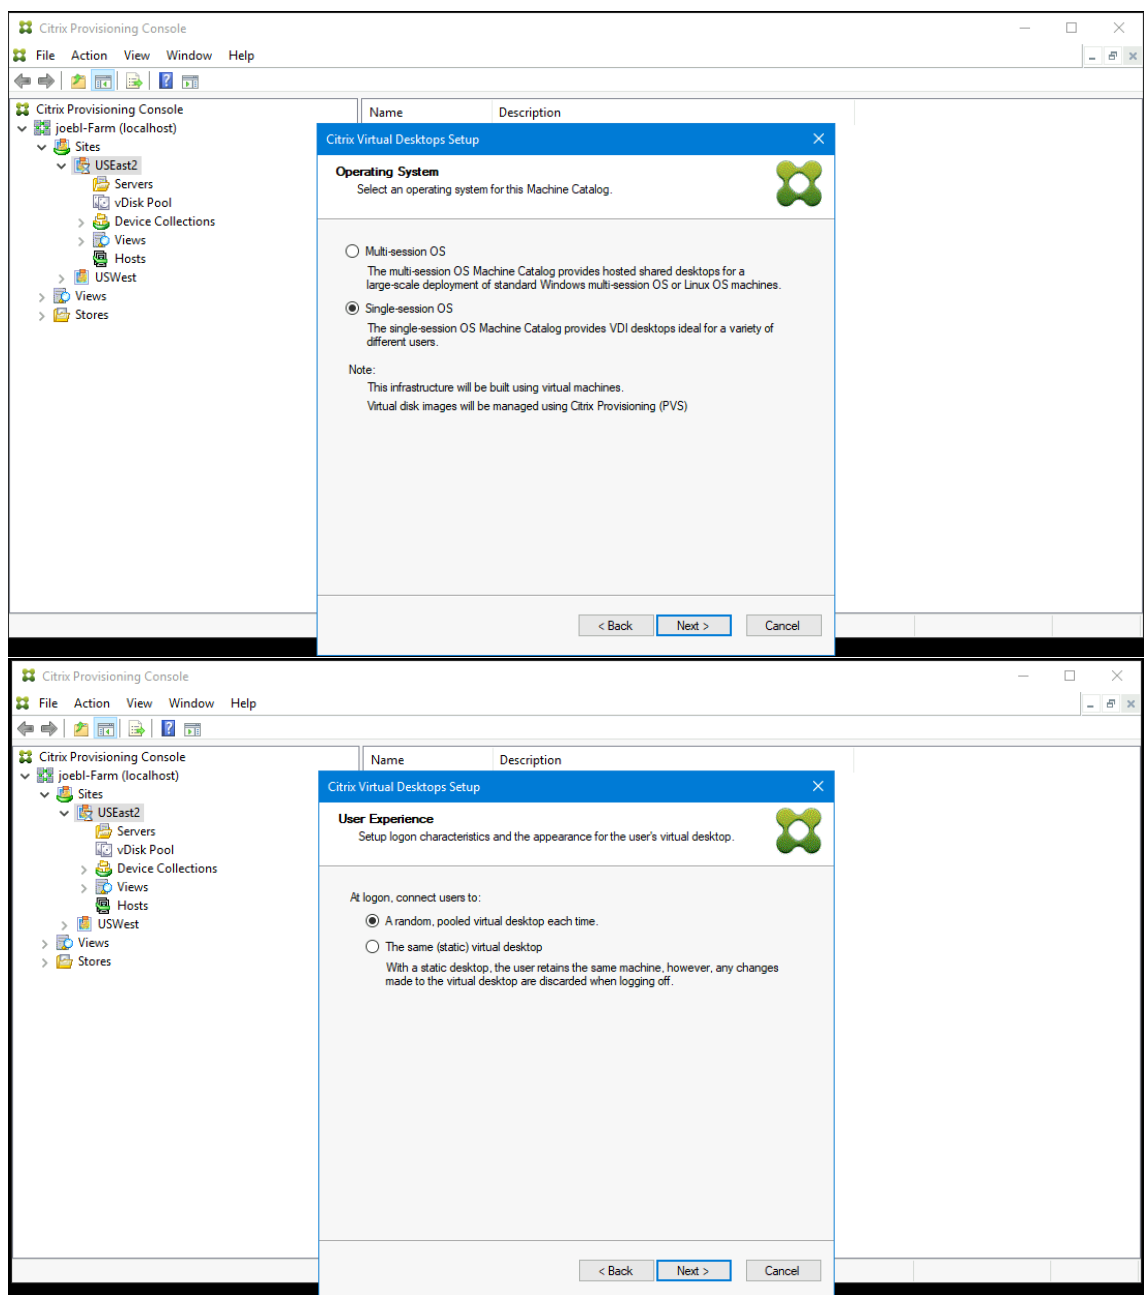 Citrix Provisioning Console
File Action View Window Help
Citrix Provisioning Console
joebl-Farm (localhost)
Sites
USEast2
Servers
vDisk Pool
Device Collections
Views
Hosts
USWest
Views
Stores
Name Description
Citrix Virtual Desktops Setup
Operating System
Select an operating system for this Machine Catalog.
Multi-session OS
The multi-session OS Machine Catalog provides hosted shared desktops for a
large-scale deployment of standard Windows multi-session OS or Linux OS machines.
Single-session OS
The single-session OS Machine Catalog provides VDI desktops ideal for a variety of
different users.
Note:
This infrastructure will be built using virtual machines.
Virtual disk images will be managed using Citrix Provisioning (PVS)
< Back Next > Cancel
Citrix Provisioning Console
File Action View Window Help
Citrix Provisioning Console
joebl-Farm (localhost)
Sites
USEast2
Servers
vDisk Pool
Device Collections
Views
Hosts
USWest
Views
Stores
Name Description
Citrix Virtual Desktops Setup
User Experience
Setup logon characteristics and the appearance for the user's virtual desktop.
At logon, connect users to:
A random, pooled virtual desktop each time.
The same (static) virtual desktop
With a static desktop, the user retains the same machine, however, any changes
made to the virtual desktop are discarded when logging off.
< Back Next > Cancel